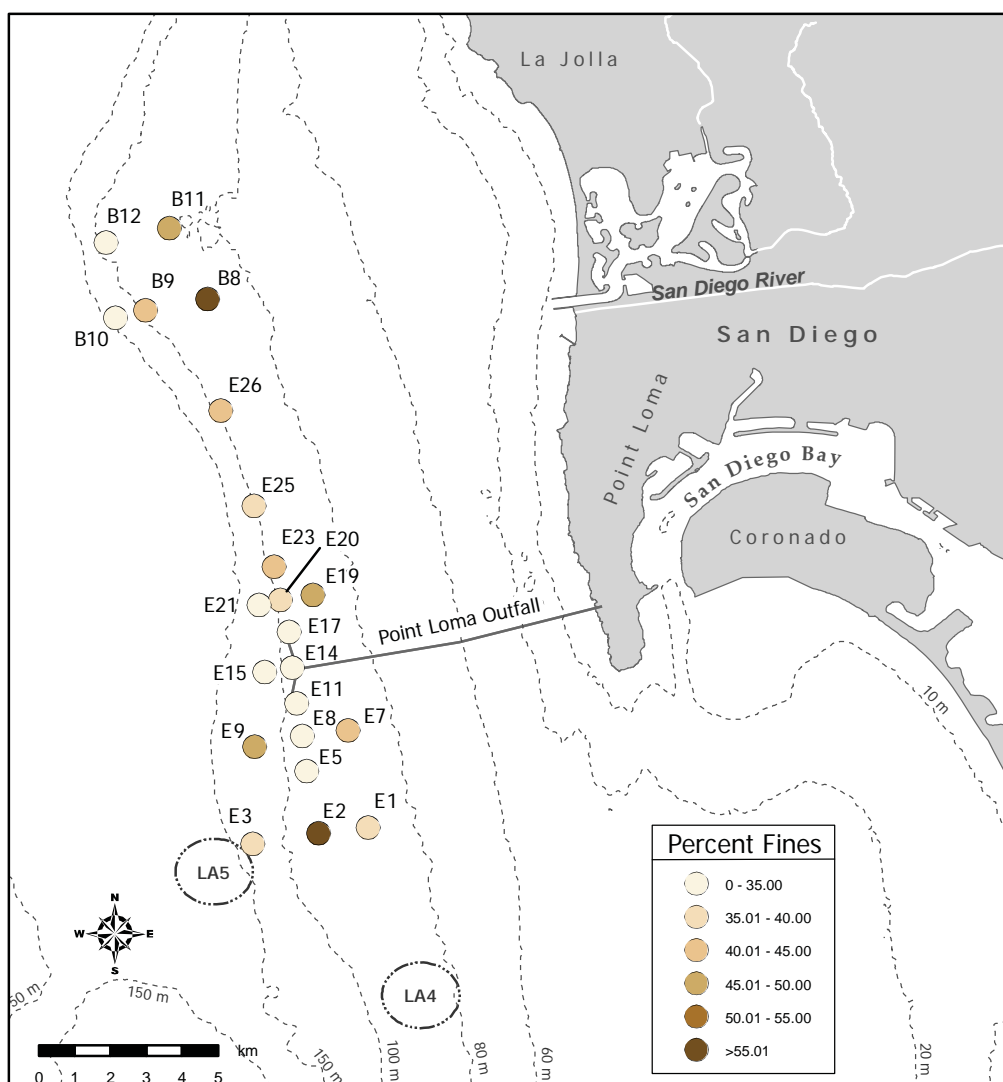 La Jolla
B12
B11
B9
B8
B10
San Diego River
San Diego
E26
Point Loma
San Diego Bay
E25
Coronado
E23
E20
E21
E19
E17
Point Loma Outfall
E14
E15
E11
E8
E7
E9
E5
10 m
E3
E2
E1
LA5
N
W
E
S
LA4
50 m
150 m
150 m
100 m
80 m
60 m
20 m
Percent Fines
0 - 35.00
35.01 - 40.00
40.01 - 45.00
45.01 - 50.00
50.01 - 55.00
>55.01
km
0 1 2 3 4 5